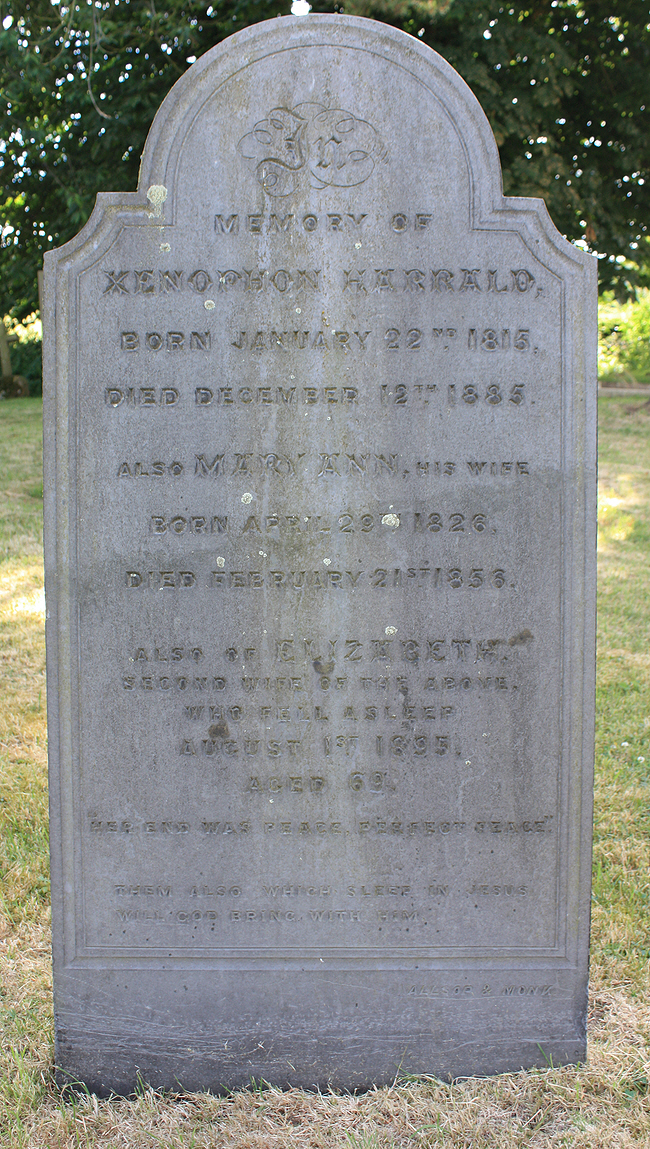 In
MEMORY OF
XENOPHON HARRALD,
BORN JANUARY 22ND. 1815,
DIED DECEMBER 12TH. 1885.
ALSO MARY ANN, HIS WIFE
BORN APRIL 29TH 1826,
DIED FEBRUARY 21ST. 1856.
ALSO OF ELIZABETH,
SECOND WIFE OF THE ABOVE,
WHO FELL ASLEEP
AUGUST 1ST. 1895,
AGED
"HER END WAS PEACE, PERFECT PEACE."
THEM ALSO WHICH SLEEP IN JESUS
WILL GOD BRING WITH HIM."
ALLSOP & MONK